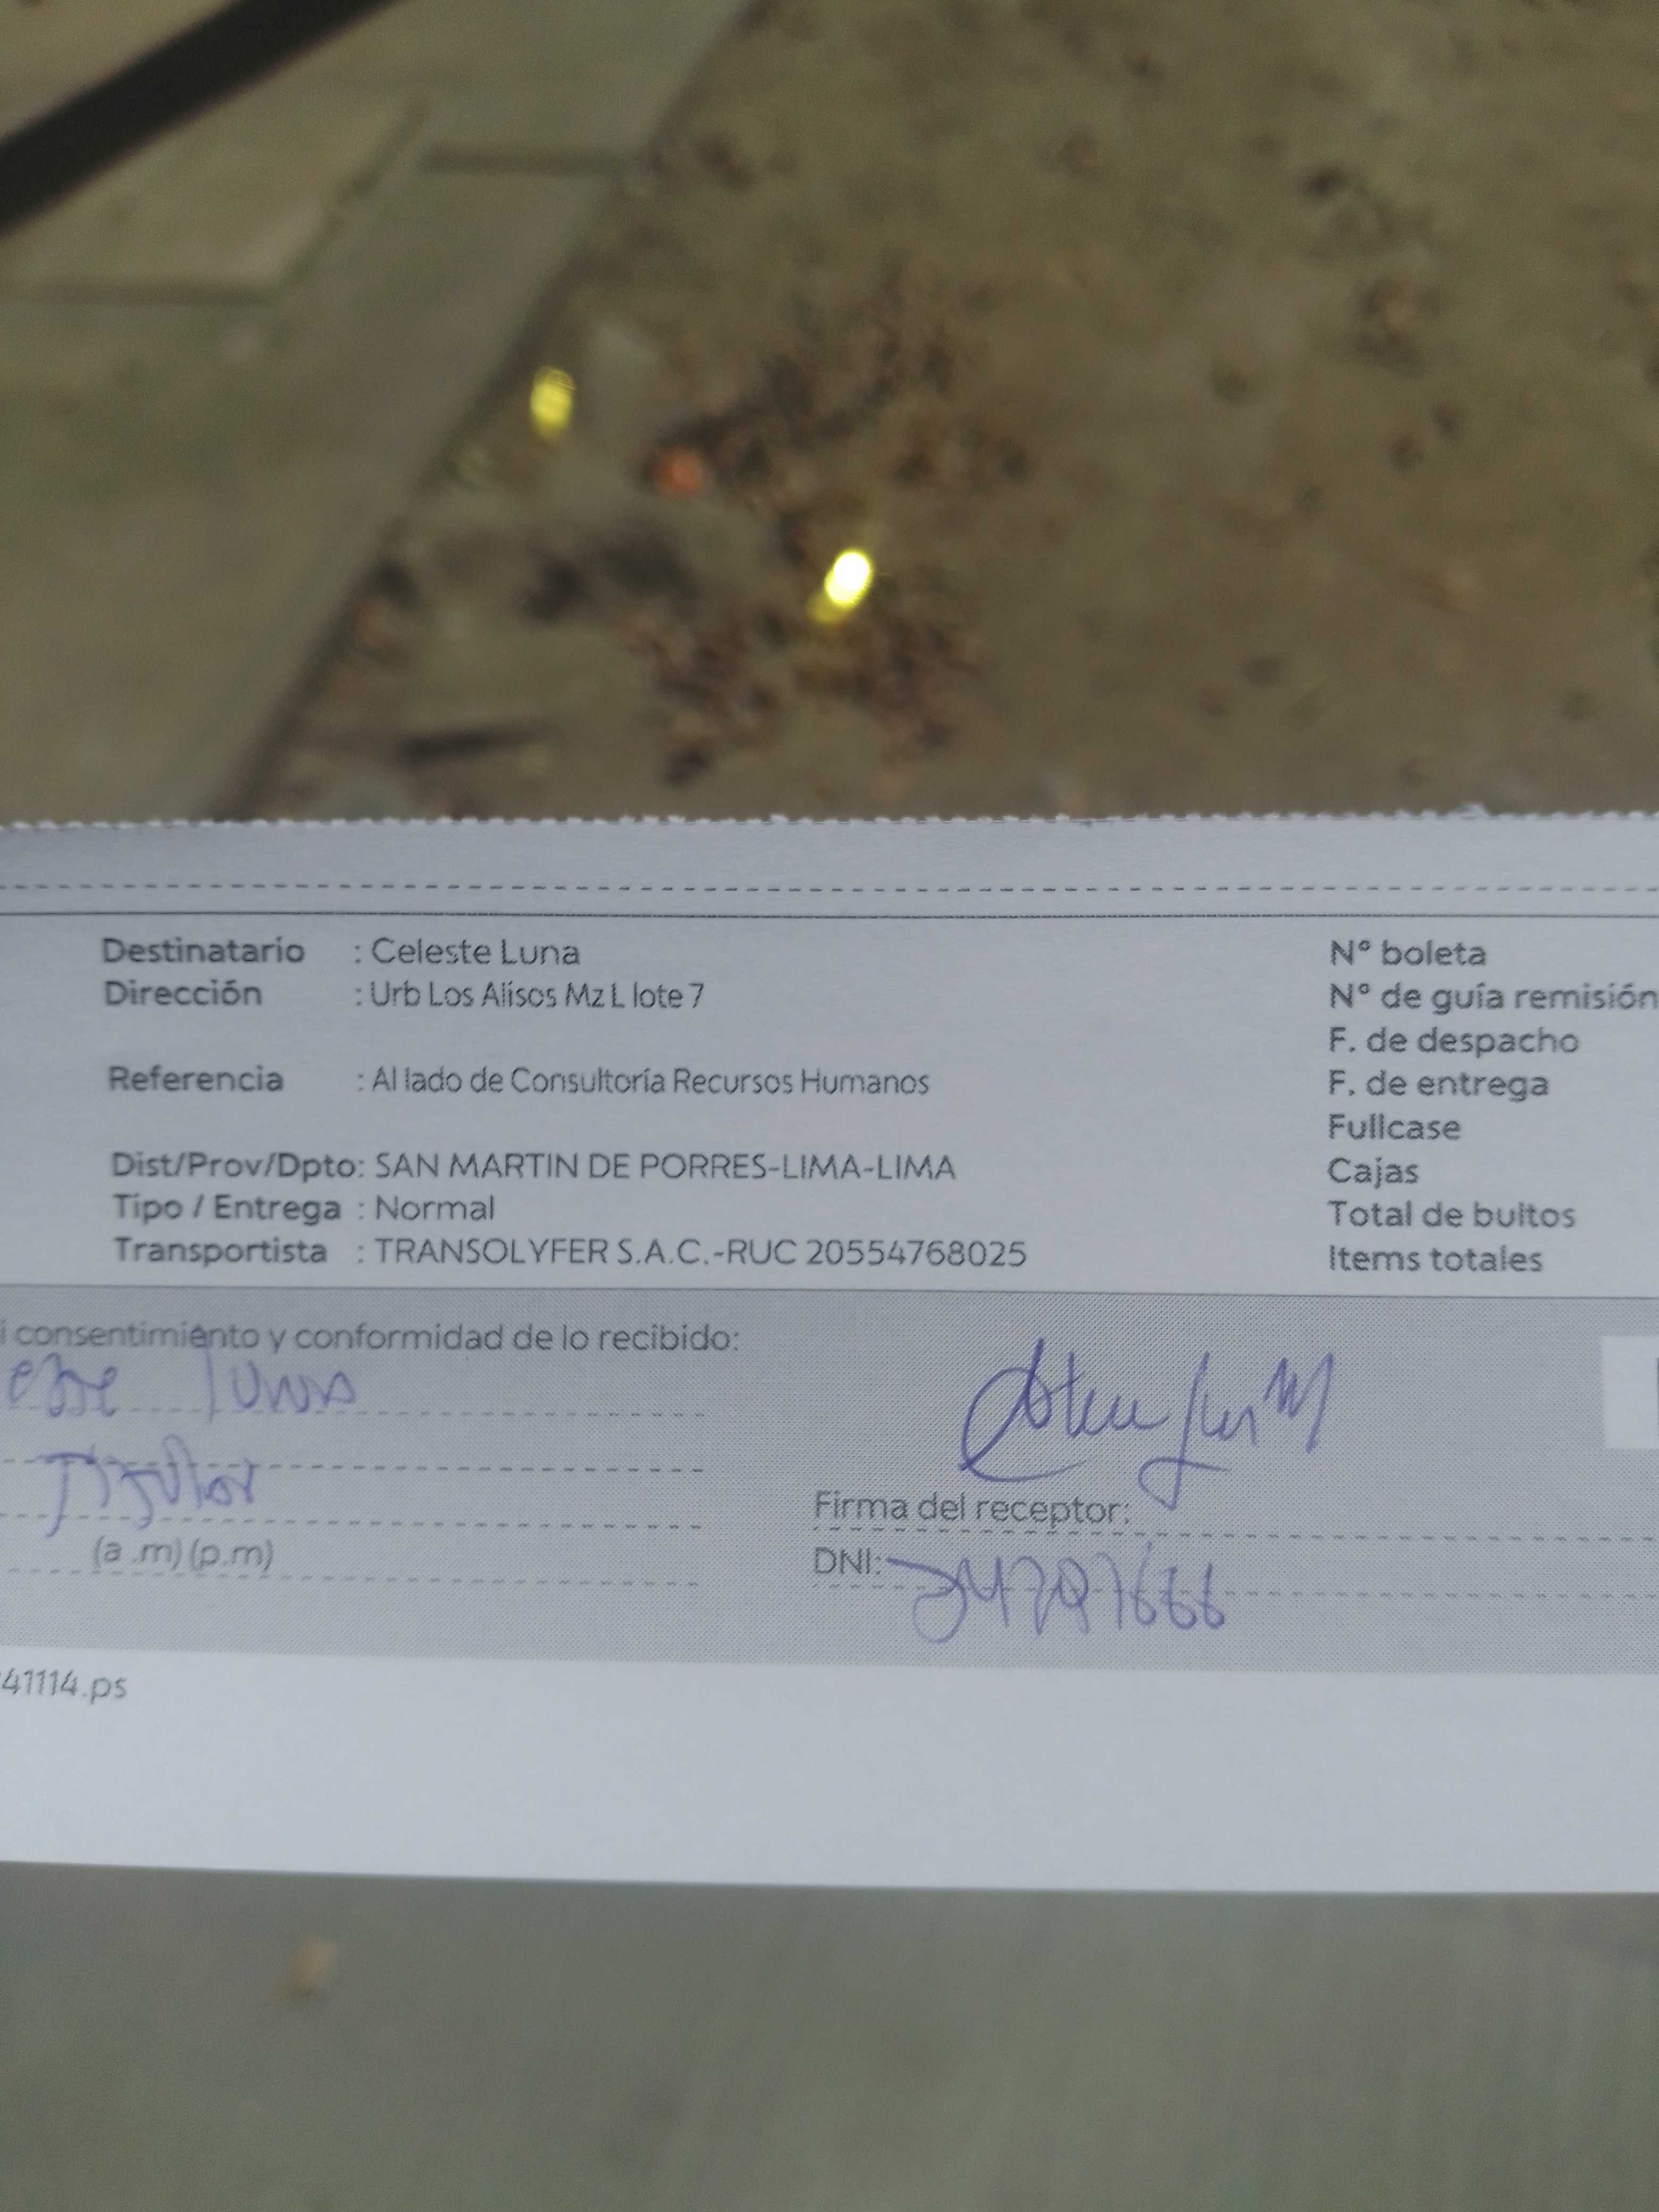 Destinatario : Celeste Luna
Dirección : Urb Los Alisos Mz L lote 7
Referencia : Al lado de Consultoría Recursos Humanos
Dist/Prov/Dpto: SAN MARTIN DE PORRES-LIMA-LIMA
Tipo / Entrega : Normal
Transportista : TRANSOLYFER S.A.C.-RUC 20554768025
N° boleta
N° de guía remisión
F. de despacho
F. de entrega
Fullcase
Cajas
Total de bultos
Items totales
i consentimiento y conformidad de lo recibido:
luna
Titular
(a .m) (p.m)
Firma del receptor:
DNI:
41114.ps